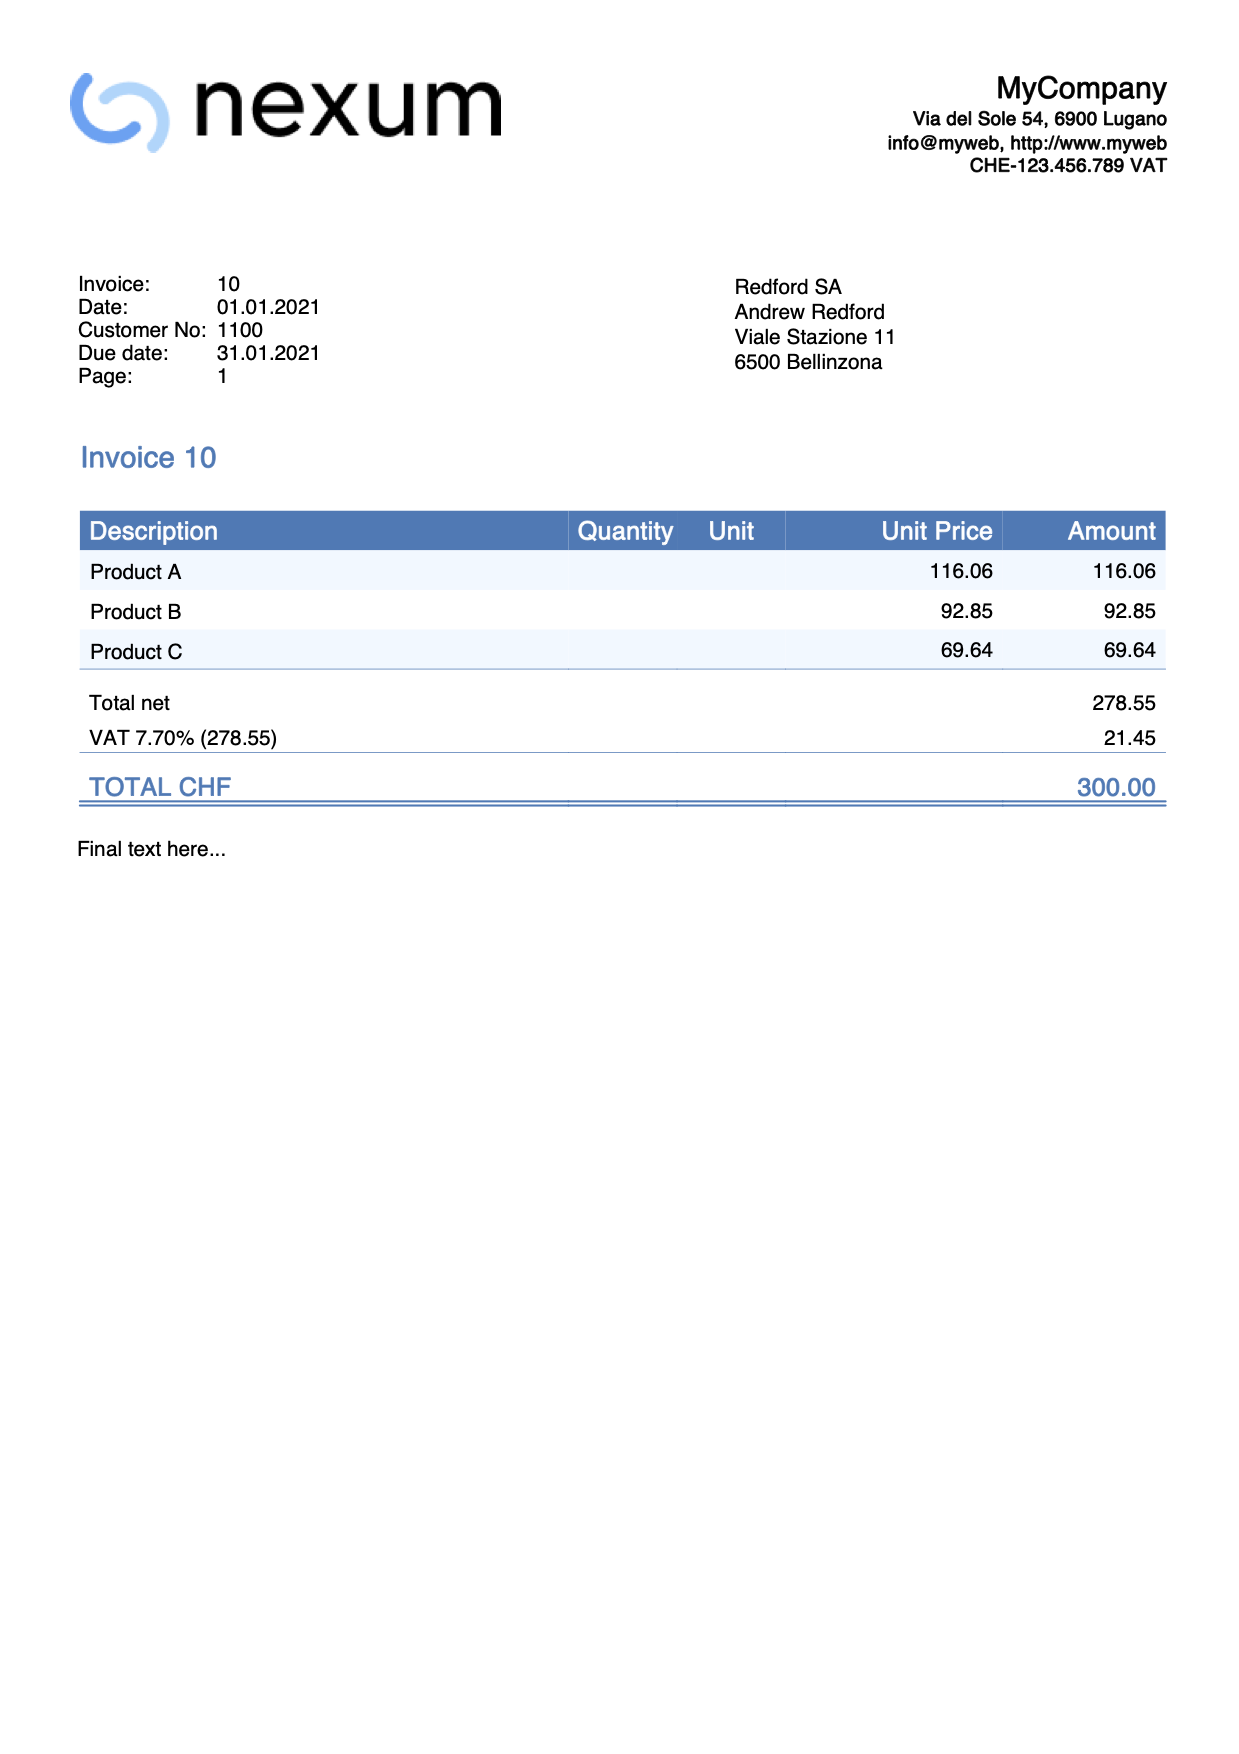 nexum
MyCompany
Via del Sole 54, 6900 Lugano
info@myweb, http://www.myweb
CHE-123.456.789 VAT
Invoice: 10
Date: 01.01.2021
Customer No: 1100
Due date: 31.01.2021
Page: 1
Redford SA
Andrew Redford
Viale Stazione 11
6500 Bellinzona
Invoice 10
Description Quantity Unit Unit Price Amount
Product A 116.06 116.06
Product B 92.85 92.85
Product C 69.64 69.64
Total net 278.55
VAT 7.70% (278.55) 21.45
TOTAL CHF 300.00
Final text here...